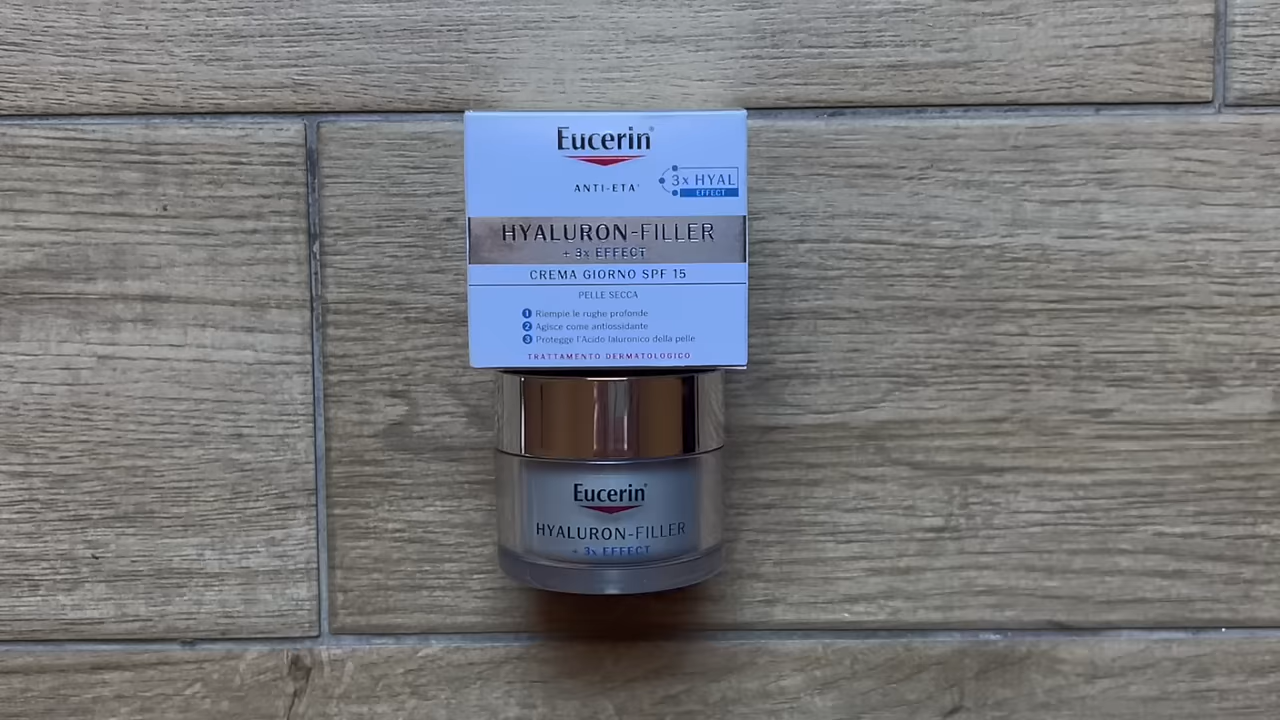 Eucerin®
ANTI-ETA'
3x HYAL
EFFECT
HYALURON-FILLER
+ 3x EFFECT
CREMA GIORNO SPF 15
PELLE SECCA
1 Riempie le rughe profonde
2 Agisce come antiossidante
3 Protegge l'Acido Ialuronico della pelle
TRATTAMENTO DERMATOLOGICO
Eucerin®
HYALURON-FILLER
+ 3x EFFECT